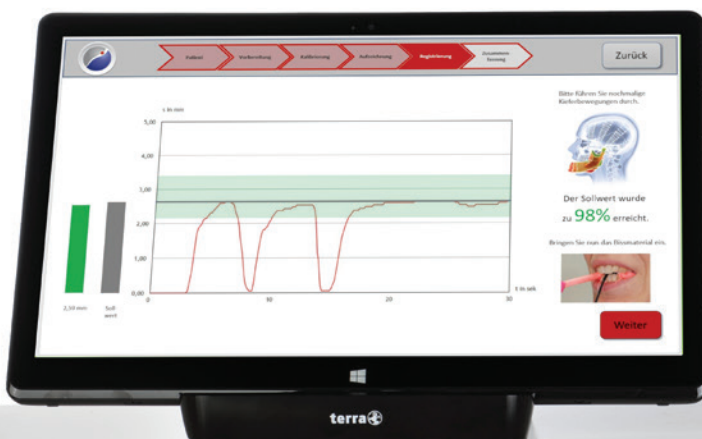 Patient
Vorbereitung
Kalibrierung
Aufzeichnung
Registrierung
Zusammen-
fassung
Zurück
Bitte führen Sie nochmalige
Kieferbewegungen durch.
s in mm
5,00
4,00
3,00
2,00
1,00
0,00
0
10
20
30
t in sek
2,59 mm
Soll
wert
Der Sollwert wurde
zu 98% erreicht.
Bringen Sie nun das Bissmaterial ein.
Weiter
terra